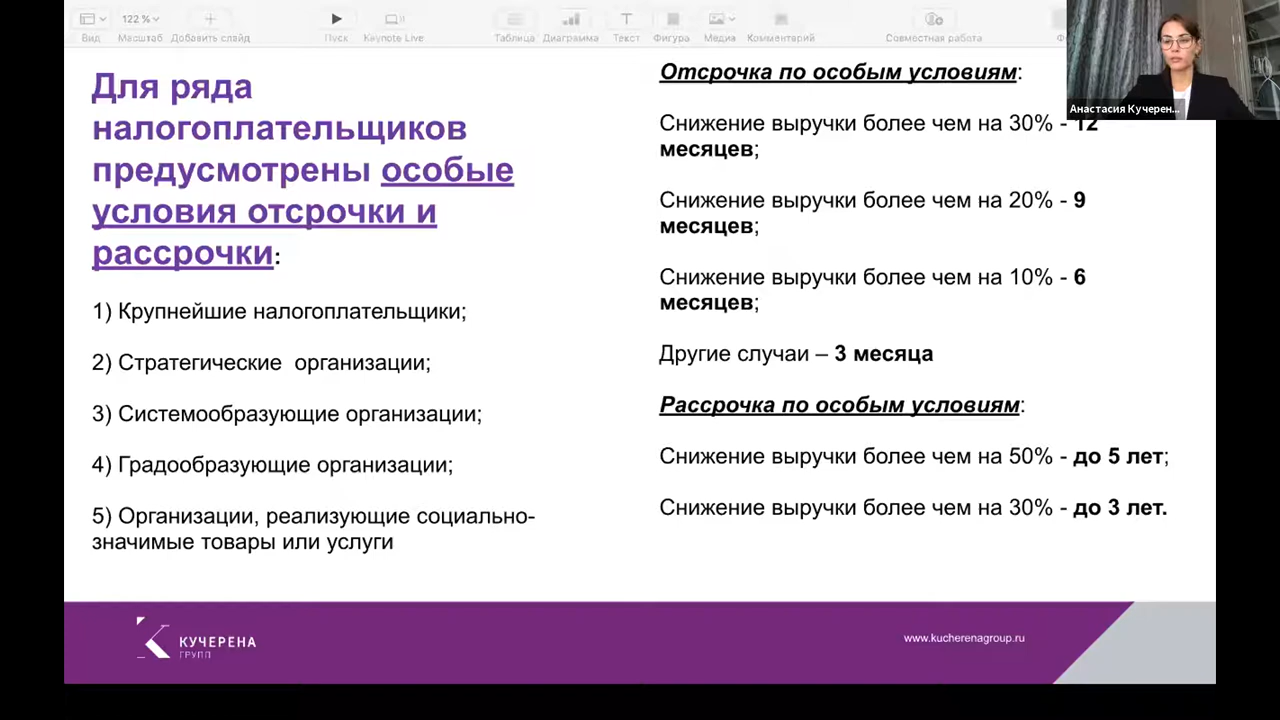 122 %
Вид
Масштаб
Добавить слайд
Пуск
Keynote Live
Таблица
Диаграмма
Текст
Фигура
Медиа
Комментарий
Совместная работа
Анастасия Кучерен...
Для ряда
налогоплательщиков
предусмотрены особые
условия отсрочки и
рассрочки:
1) Крупнейшие налогоплательщики;
2) Стратегические организации;
3) Системообразующие организации;
4) Градообразующие организации;
5) Организации, реализующие социально-
значимые товары или услуги
Отсрочка по особым условиям:
Снижение выручки более чем на 30% - 12
месяцев;
Снижение выручки более чем на 20% - 9
месяцев;
Снижение выручки более чем на 10% - 6
месяцев;
Другие случаи – 3 месяца
Рассрочка по особым условиям:
Снижение выручки более чем на 50% - до 5 лет;
Снижение выручки более чем на 30% - до 3 лет.
КУЧЕРЕНА
ГРУПП
www.kucherenagroup.ru